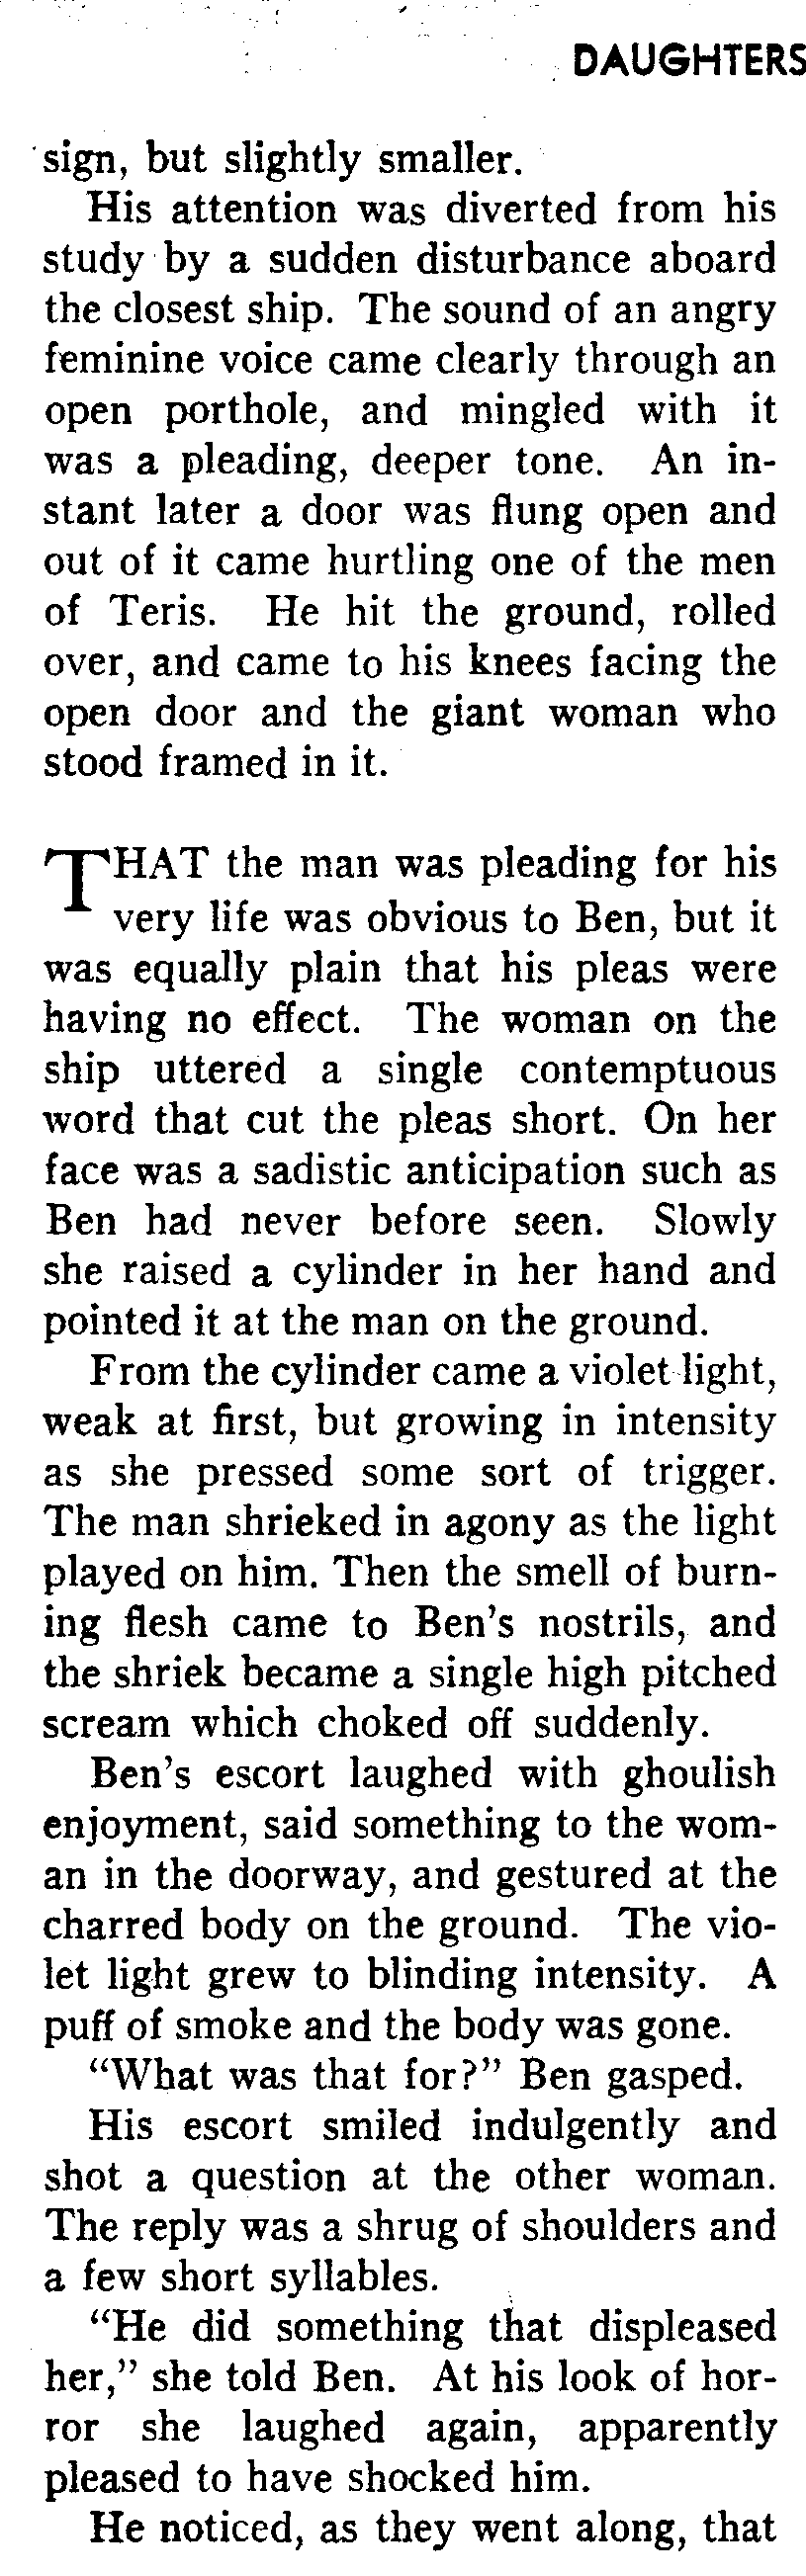 DAUGHTERS
sign, but slightly smaller.
His attention was diverted from his
study by a sudden disturbance aboard
the closest ship. The sound of an angry
feminine voice came clearly through an
open porthole, and mingled with it
was a pleading, deeper tone. An in-
stant later a door was flung open and
out of it came hurtling one of the men
of Teris. He hit the ground, rolled
over, and came to his knees facing the
open door and the giant woman who
stood framed in it.
THAT the man was pleading for his
very life was obvious to Ben, but it
was equally plain that his pleas were
having no effect. The woman on the
ship uttered a single contemptuous
word that cut the pleas short. On her
face was a sadistic anticipation such as
Ben had never before seen. Slowly
she raised a cylinder in her hand and
pointed it at the man on the ground.
From the cylinder came a violet light,
weak at first, but growing in intensity
as she pressed some sort of trigger.
The man shrieked in agony as the light
played on him. Then the smell of burn-
ing flesh came to Ben's nostrils, and
the shriek became a single high pitched
scream which choked off suddenly.
Ben's escort laughed with ghoulish
enjoyment, said something to the wom-
an in the doorway, and gestured at the
charred body on the ground. The vio-
let light grew to blinding intensity. A
puff of smoke and the body was gone.
"What was that for?" Ben gasped.
His escort smiled indulgently and
shot a question at the other woman.
The reply was a shrug of shoulders and
a few short syllables.
"He did something that displeased
her," she told Ben. At his look of hor-
ror she laughed again, apparently
pleased to have shocked him.
He noticed, as they went along, that